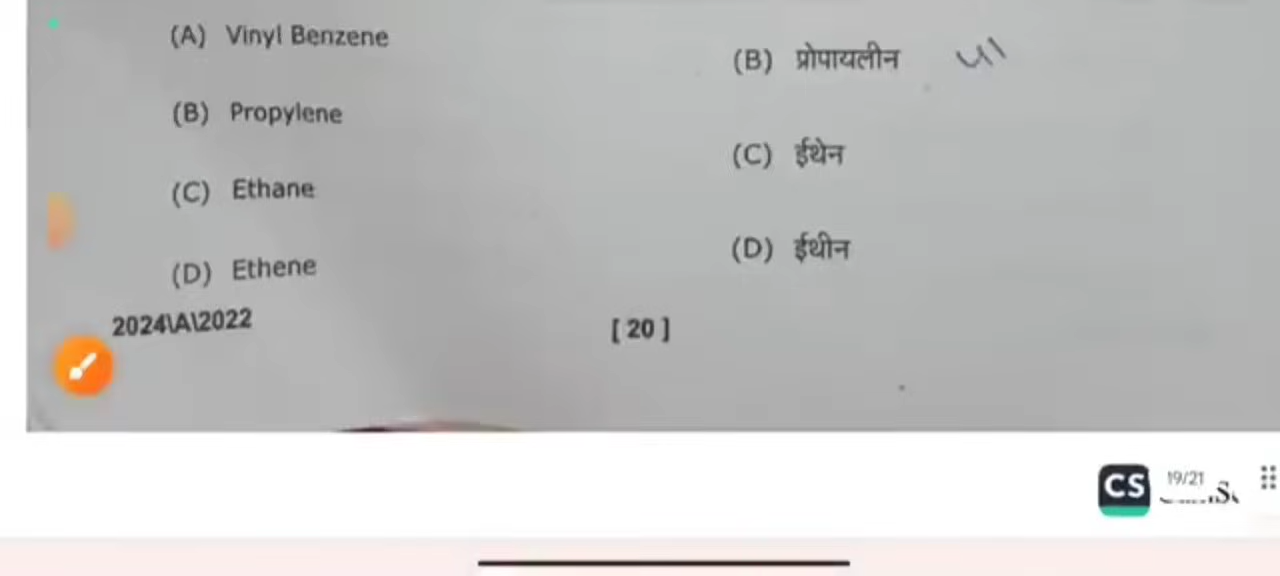 (A) Vinyl Benzene
(B) Propylene
(C) Ethane
(D) Ethene
(B) प्रोपायलीन
(C) ईथेन
(D) ईथीन
2024\A\2022
[ 20 ]
CS
19/21